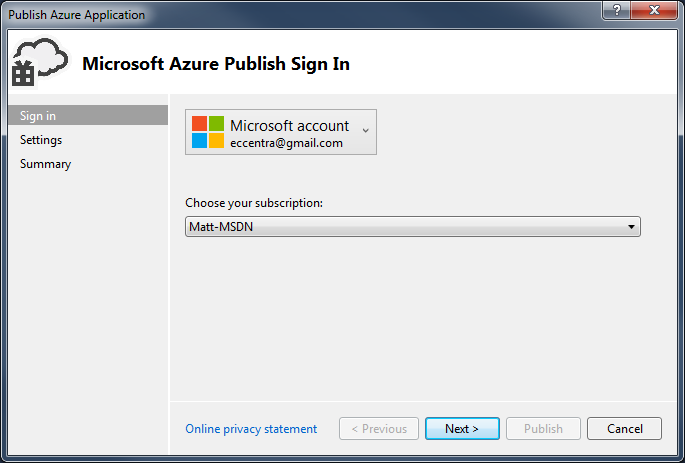 Publish Azure Application
?
Microsoft Azure Publish Sign In
Sign in
Settings
Summary
Microsoft account
eccentra@gmail.com
Choose your subscription:
Matt-MSDN
Online privacy statement
< Previous
Next >
Publish
Cancel